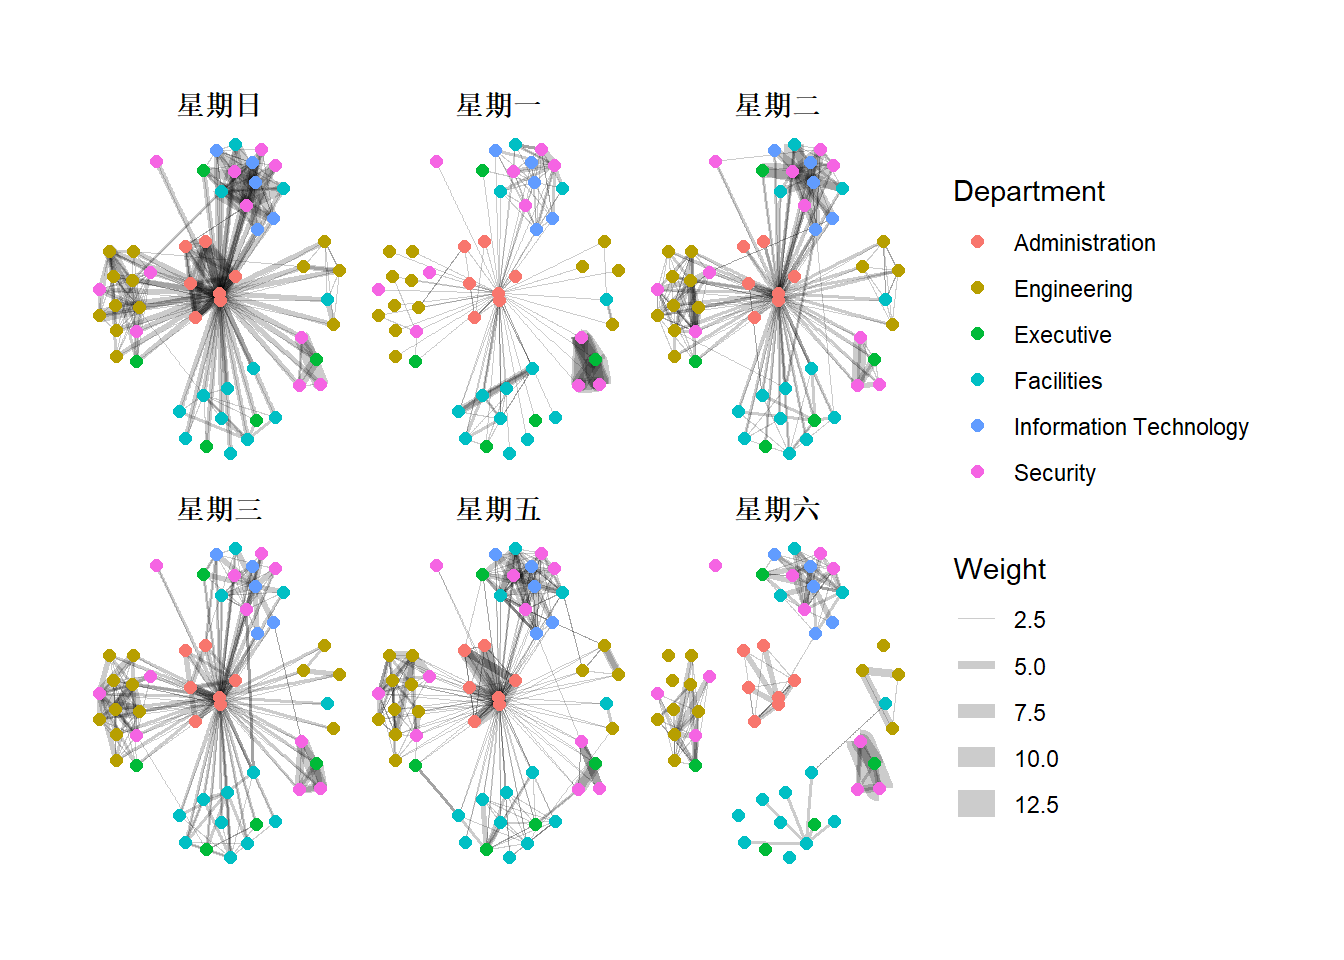 星期日
星期一
星期二
星期三
星期五
星期六
Department
Administration
Engineering
Executive
Facilities
Information Technology
Security
Weight
2.5
5.0
7.5
10.0
12.5